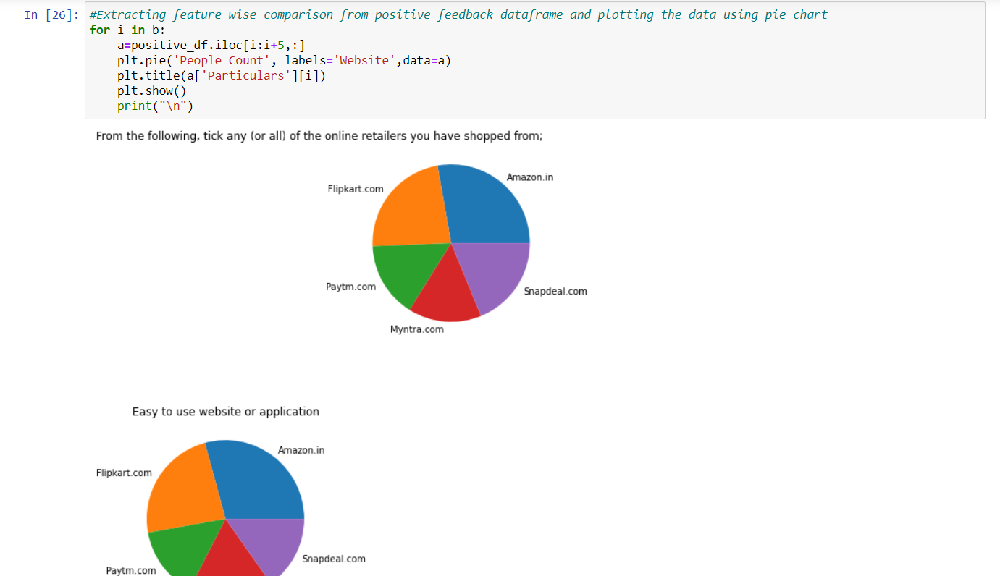 In [26]: #Extracting feature wise comparison from positive feedback dataframe and plotting the data using pie chart
for i in b:
    a=positive_df.iloc[i:i+5,:]
    plt.pie('People_Count', labels='Website',data=a)
    plt.title(a['Particulars'][i])
    plt.show()
    print("\n")
From the following, tick any (or all) of the online retailers you have shopped from;
Amazon.in
Flipkart.com
Paytm.com
Snapdeal.com
Myntra.com
Easy to use website or application
Amazon.in
Flipkart.com
Snapdeal.com
Paytm.com